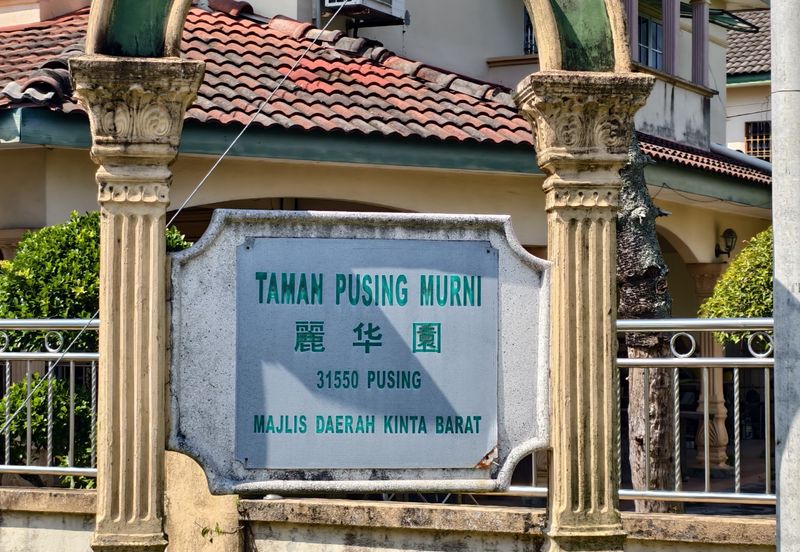 TAMAN PUSING MURNI
麗华園
31550 PUSING
MAJLIS DAERAH KINTA BARAT